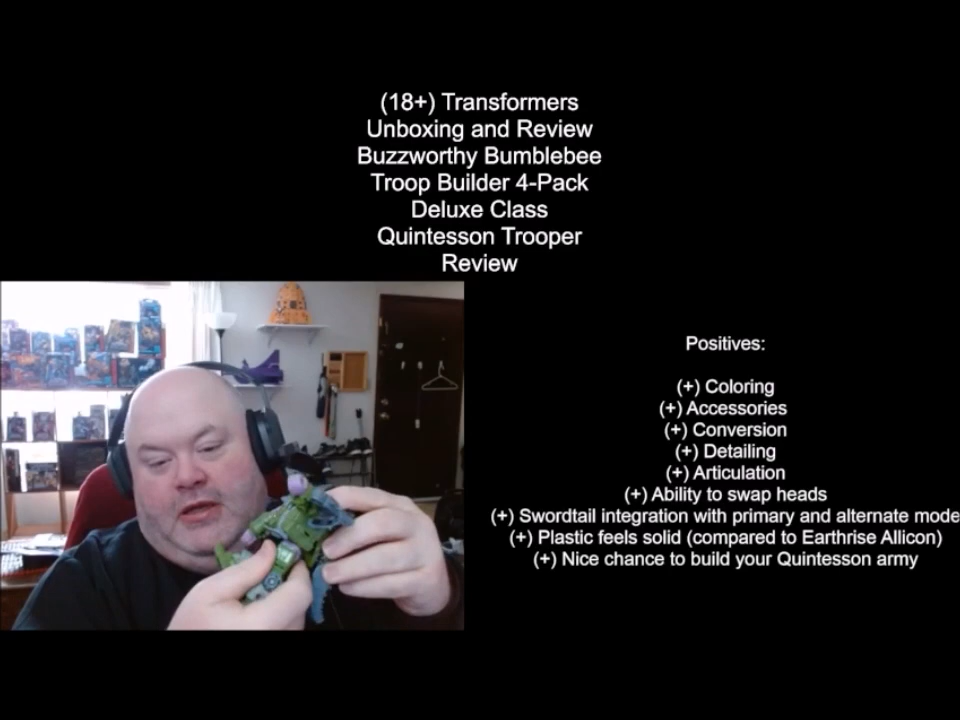 (18+) Transformers
Unboxing and Review
Buzzworthy Bumblebee
Troop Builder 4-Pack
Deluxe Class
Quintesson Trooper
Review
Positives:
(+) Coloring
(+) Accessories
(+) Conversion
(+) Detailing
(+) Articulation
(+) Ability to swap heads
(+) Swordtail integration with primary and alternate mode
(+) Plastic feels solid (compared to Earthrise Allicon)
(+) Nice chance to build your Quintesson army